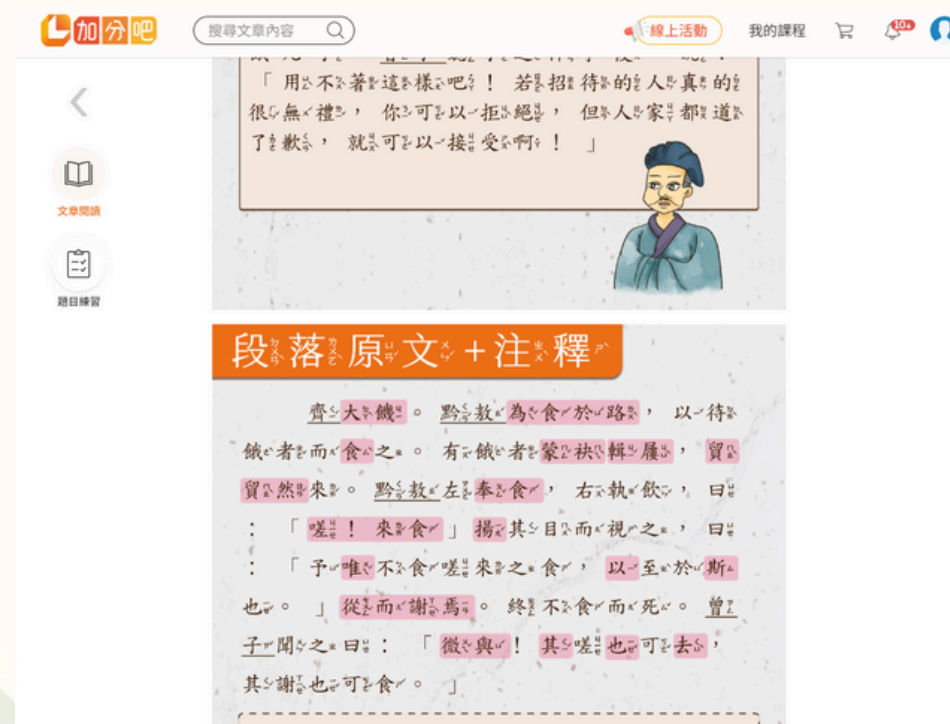 加分吧
搜尋文章內容
線上活動
我的課程
10+
文章閱讀
題目練習
「用不著這樣吧！若招待的人真的
很無禮，你可以拒絕，但人家都道
了歉，就可以接受啊！」
段落原文＋注釋
齊大饑。黔敖為食於路，以待
餓者而食之。有餓者蒙袂輯屨，貿
貿然來。黔敖左奉食，右執飲，曰
：「嗟！來食」揚其目而視之，曰
：「予唯不食嗟來之食，以至於斯
也。」從而謝焉。終不食而死。曾
子聞之曰：「微與！其嗟也可去，
其謝也可食。」